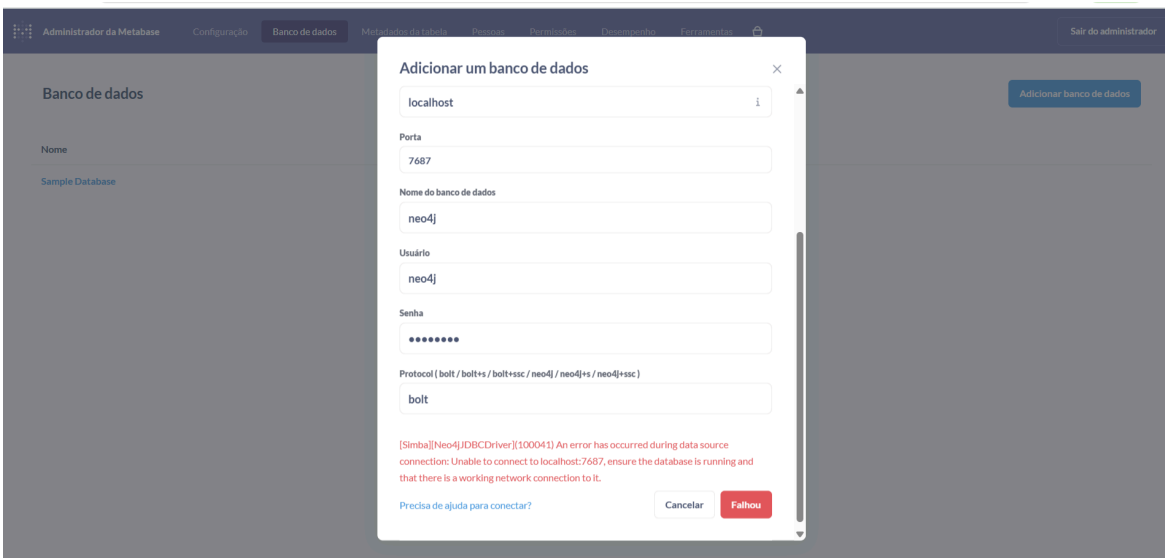 Administrador da Metabase
Configuração
Banco de dados
Metadados da tabela
Pessoas
Permissões
Desempenho
Ferramentas
Sair do administrador
Banco de dados
Adicionar banco de dados
Nome
Sample Database
Adicionar um banco de dados
localhost
Porta
7687
Nome do banco de dados
neo4j
Usuário
neo4j
Senha
••••••••
Protocol ( bolt / bolt+s / bolt+ssc / neo4j / neo4j+s / neo4j+ssc )
bolt
[Simba][Neo4jJDBCDriver](100041) An error has occurred during data source
connection: Unable to connect to localhost:7687, ensure the database is running and
that there is a working network connection to it.
Precisa de ajuda para conectar?
Cancelar
Falhou